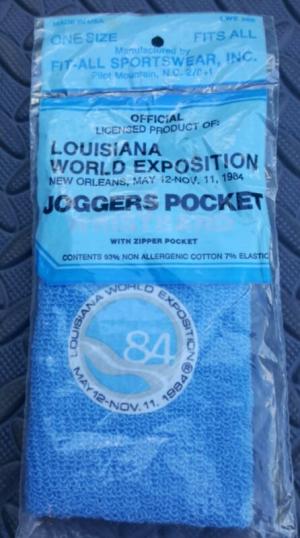 MADE IN USA
ONE SIZE FITS ALL
Manufactured by
FIT-ALL SPORTSWEAR, INC.
Pilot Mountain, N.C.
OFFICIAL
LICENSED PRODUCT OF:
LOUISIANA
WORLD EXPOSITION
NEW ORLEANS, MAY 12-NOV. 11, 1984
JOGGERS POCKET
WITH ZIPPER POCKET
CONTENTS 93% NON ALLERGENIC COTTON 7% ELASTIC
LOUISIANA WORLD EXPOSITION
84
MAY 12-NOV. 11. 1984®